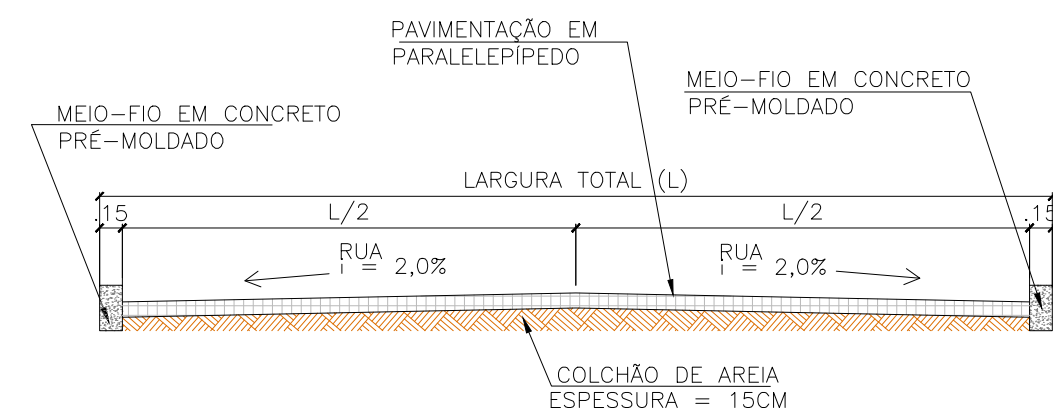 PAVIMENTAÇÃO EM
PARALELEPÍPEDO
MEIO-FIO EM CONCRETO
PRÉ-MOLDADO
MEIO-FIO EM CONCRETO
PRÉ-MOLDADO
LARGURA TOTAL (L)
.15
L/2
L/2
.15
RUA
i = 2,0%
RUA
i = 2,0%
COLCHÃO DE AREIA
ESPESSURA = 15CM